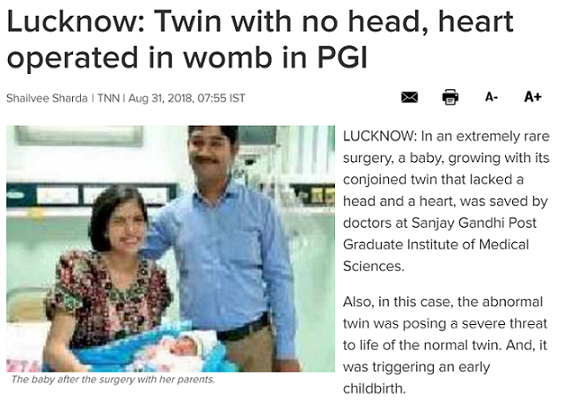 Lucknow: Twin with no head, heart
operated in womb in PGI
Shailvee Sharda | TNN | Aug 31, 2018, 07:55 IST
A-
A+
LUCKNOW: In an extremely rare
surgery, a baby, growing with its
conjoined twin that lacked a
head and a heart, was saved by
doctors at Sanjay Gandhi Post
Graduate Institute of Medical
Sciences.
Also, in this case, the abnormal
twin was posing a severe threat
to life of the normal twin. And, it
was triggering an early
childbirth.
The baby after the surgery with her parents.